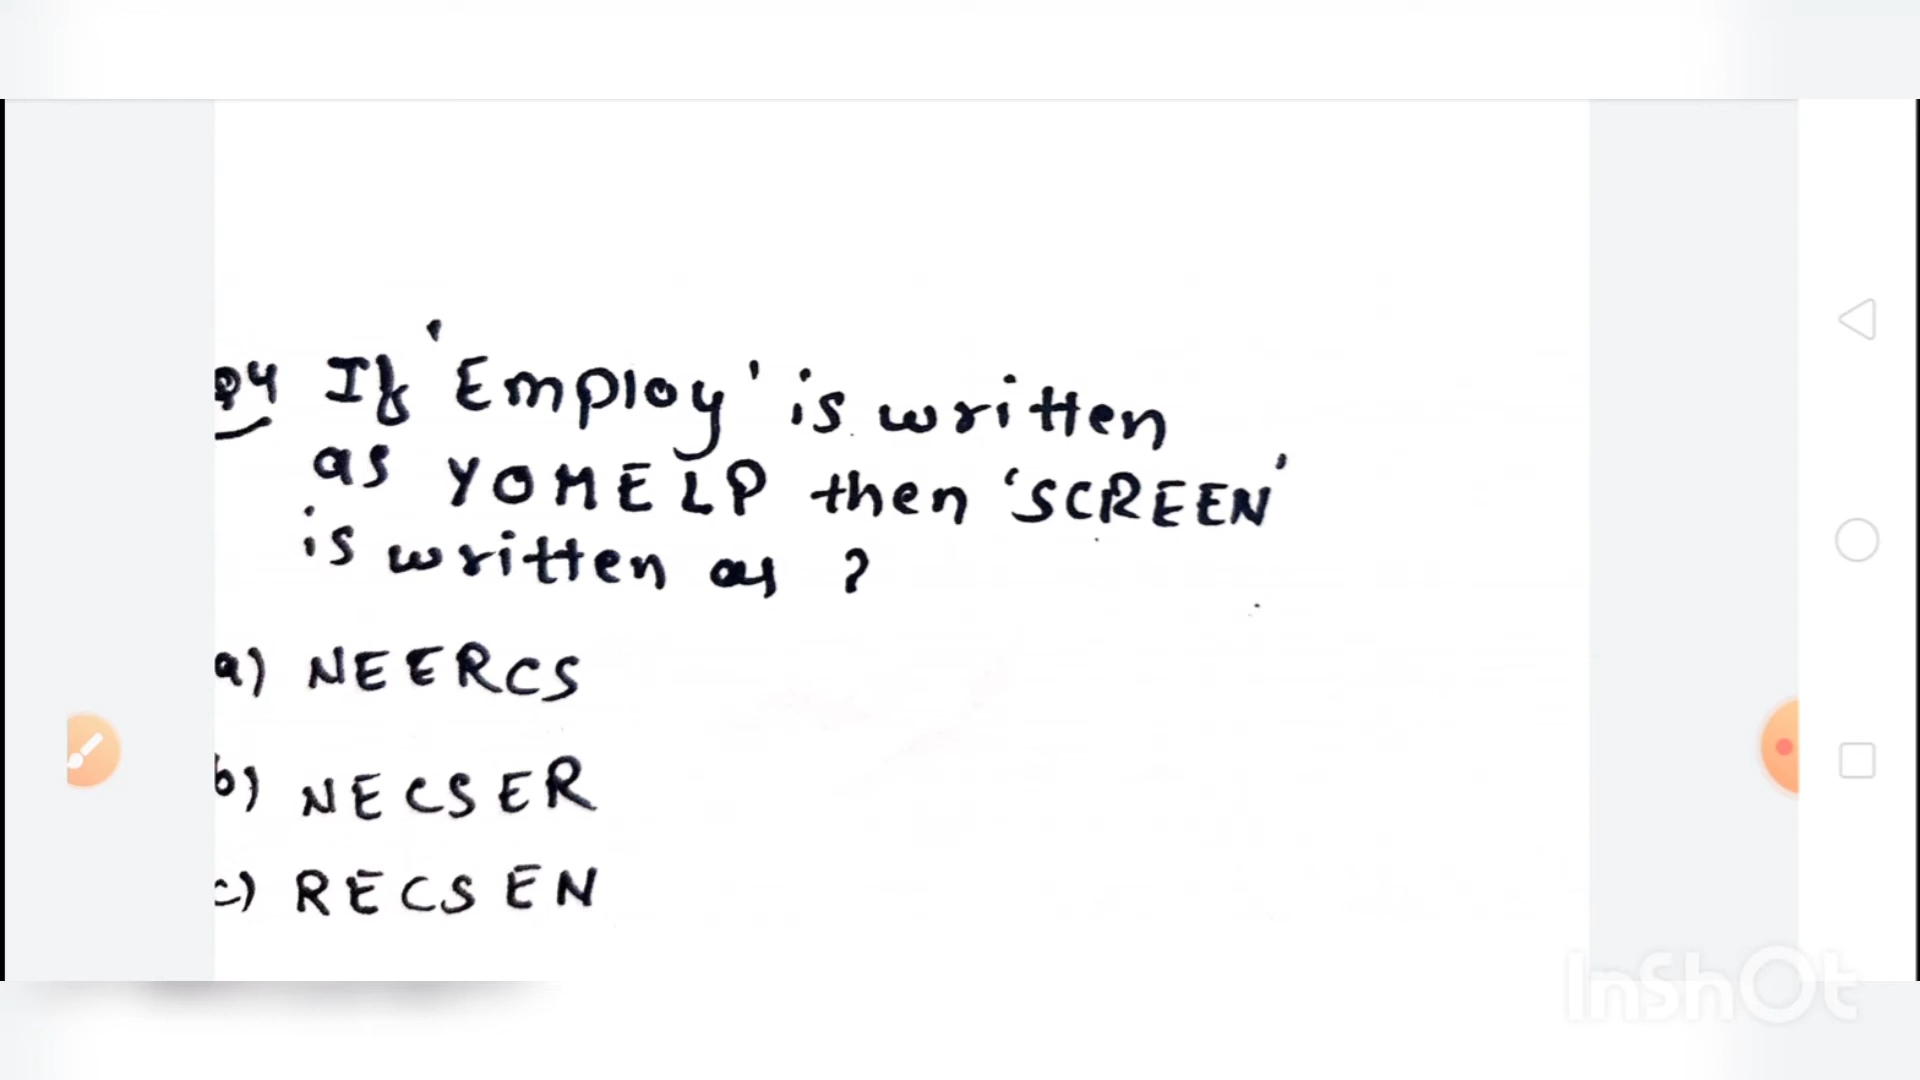 Q4 If 'Employ' is written
as YOMELP then 'SCREEN'
is written as ?
a) NEERCS
b) NECSER
c) RECSEN
InShOt